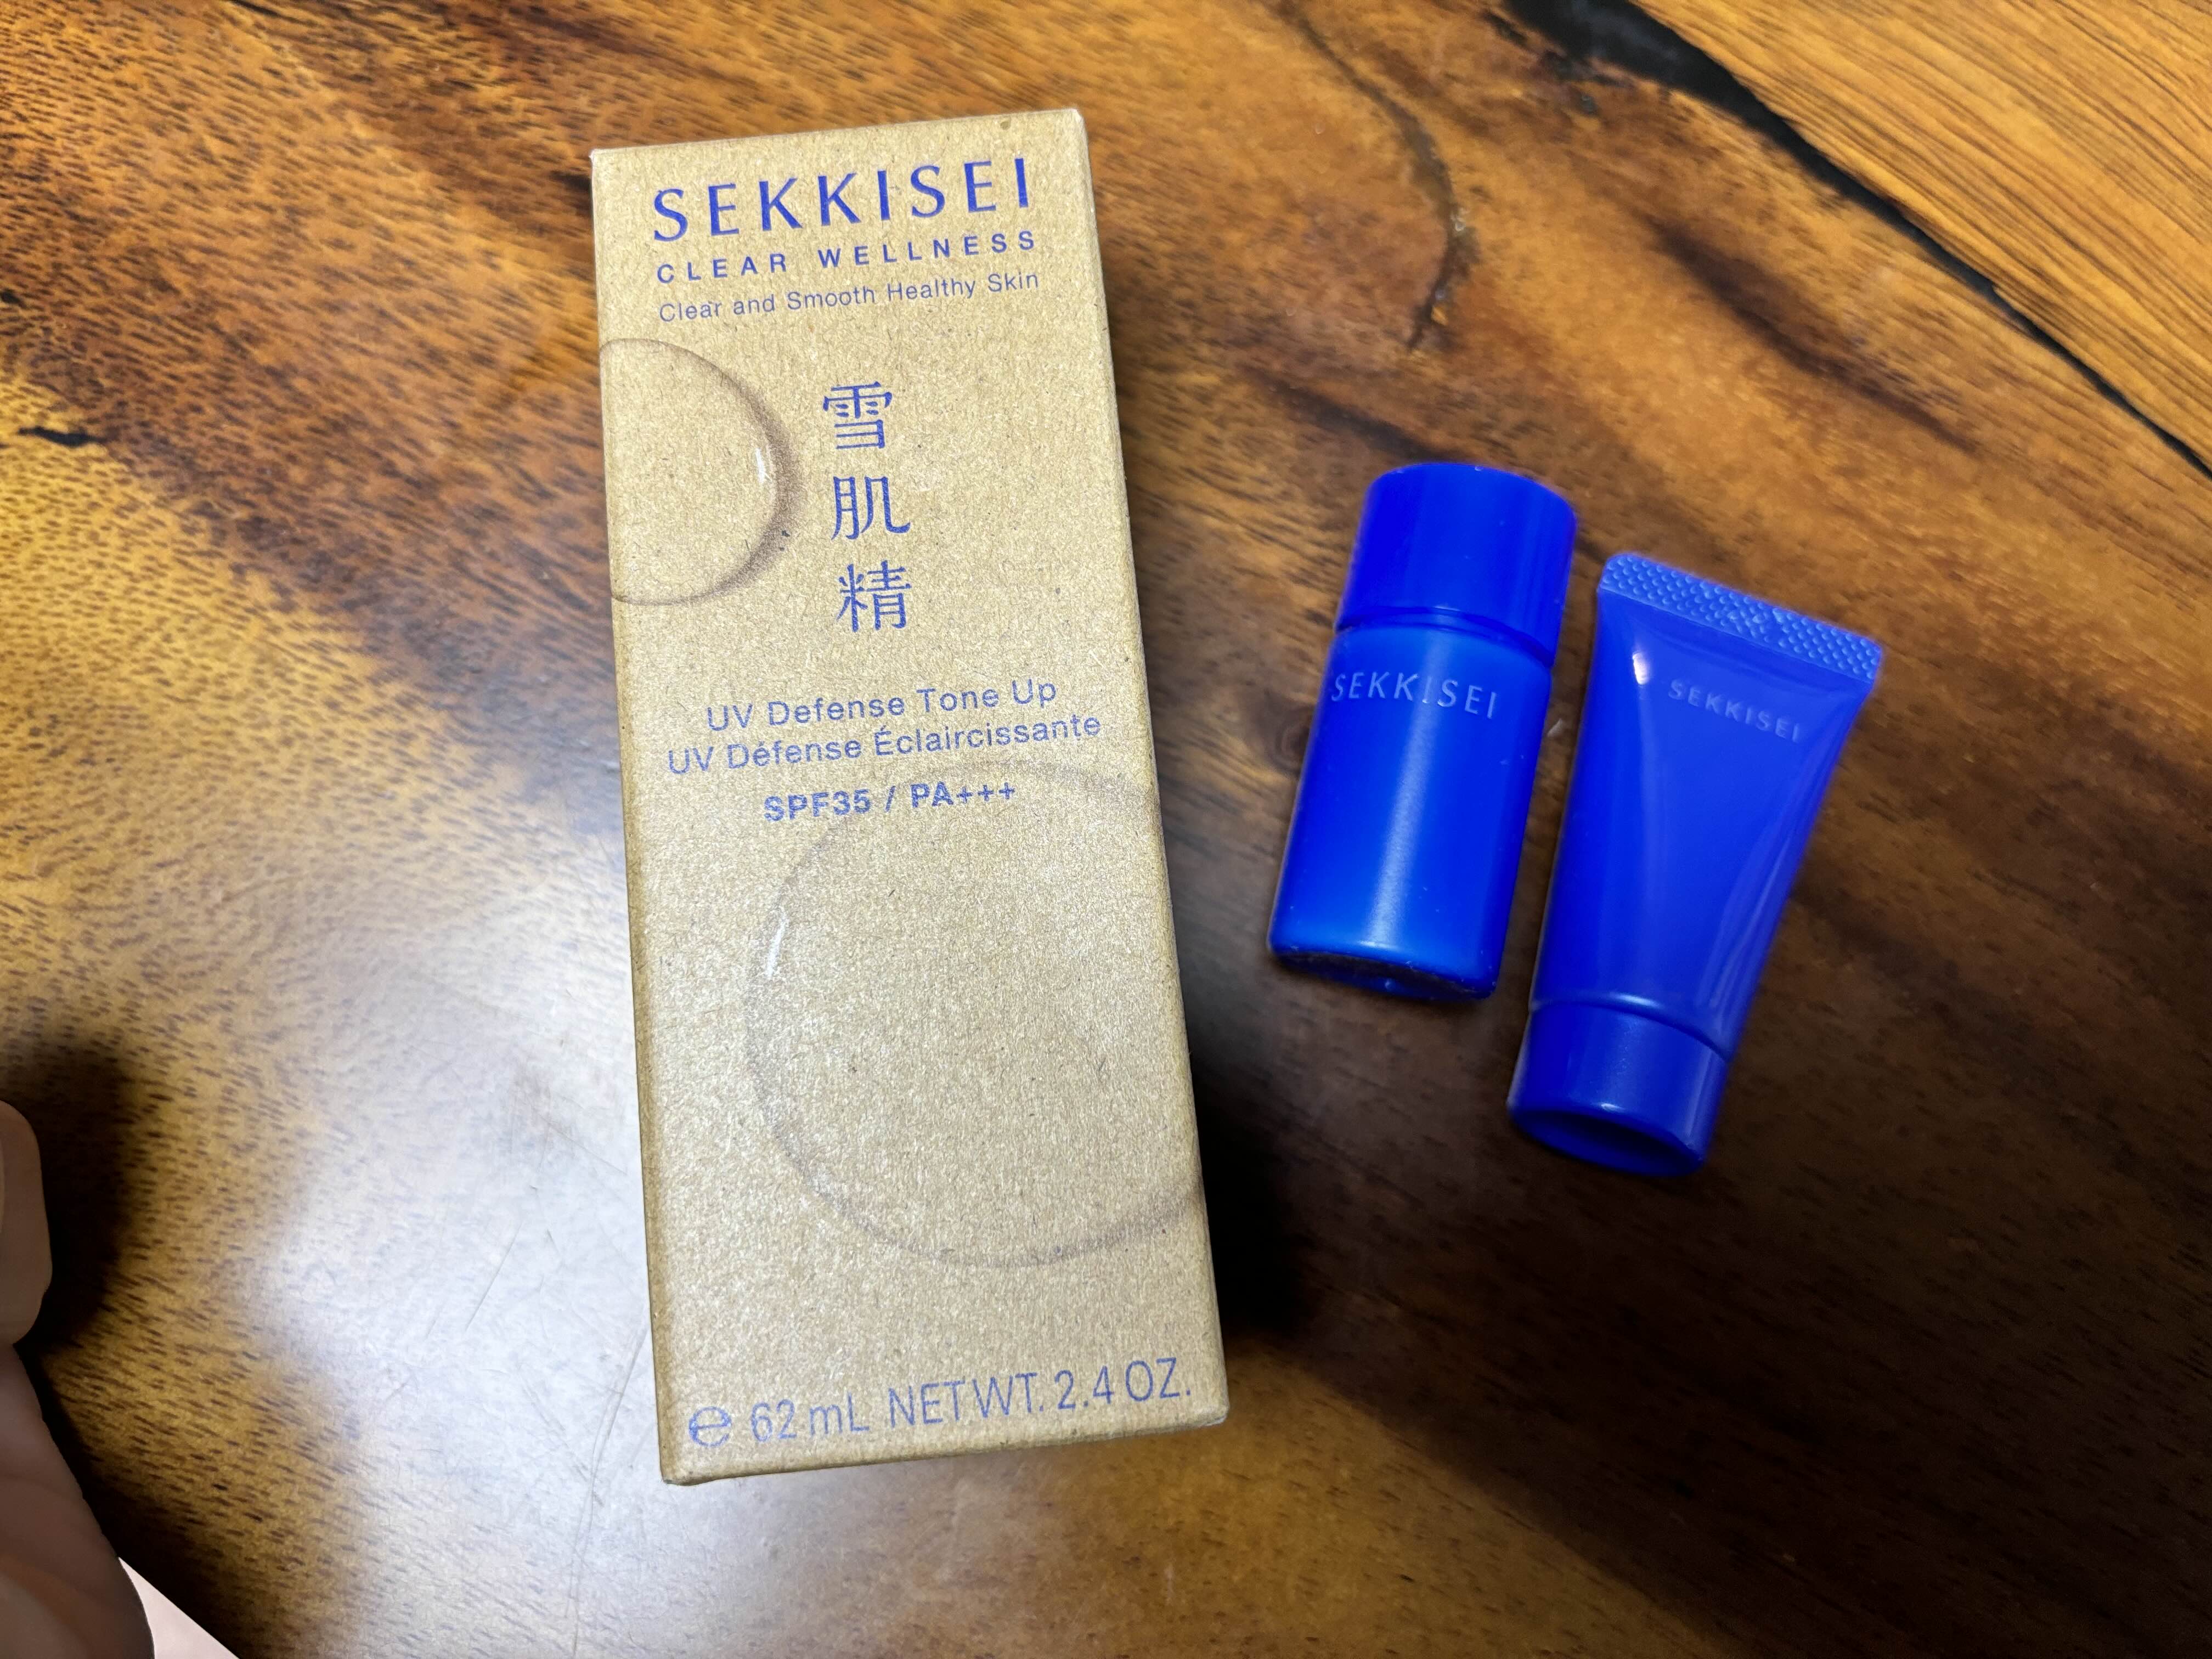 SEKKISEI
CLEAR WELLNESS
Clear and Smooth Healthy Skin
雪肌精
UV Defense Tone Up
UV Défense Éclaircissante
SPF35 / PA+++
℮ 62 mL NET WT. 2.4 OZ.
SEKKISEI
SEKKISEI